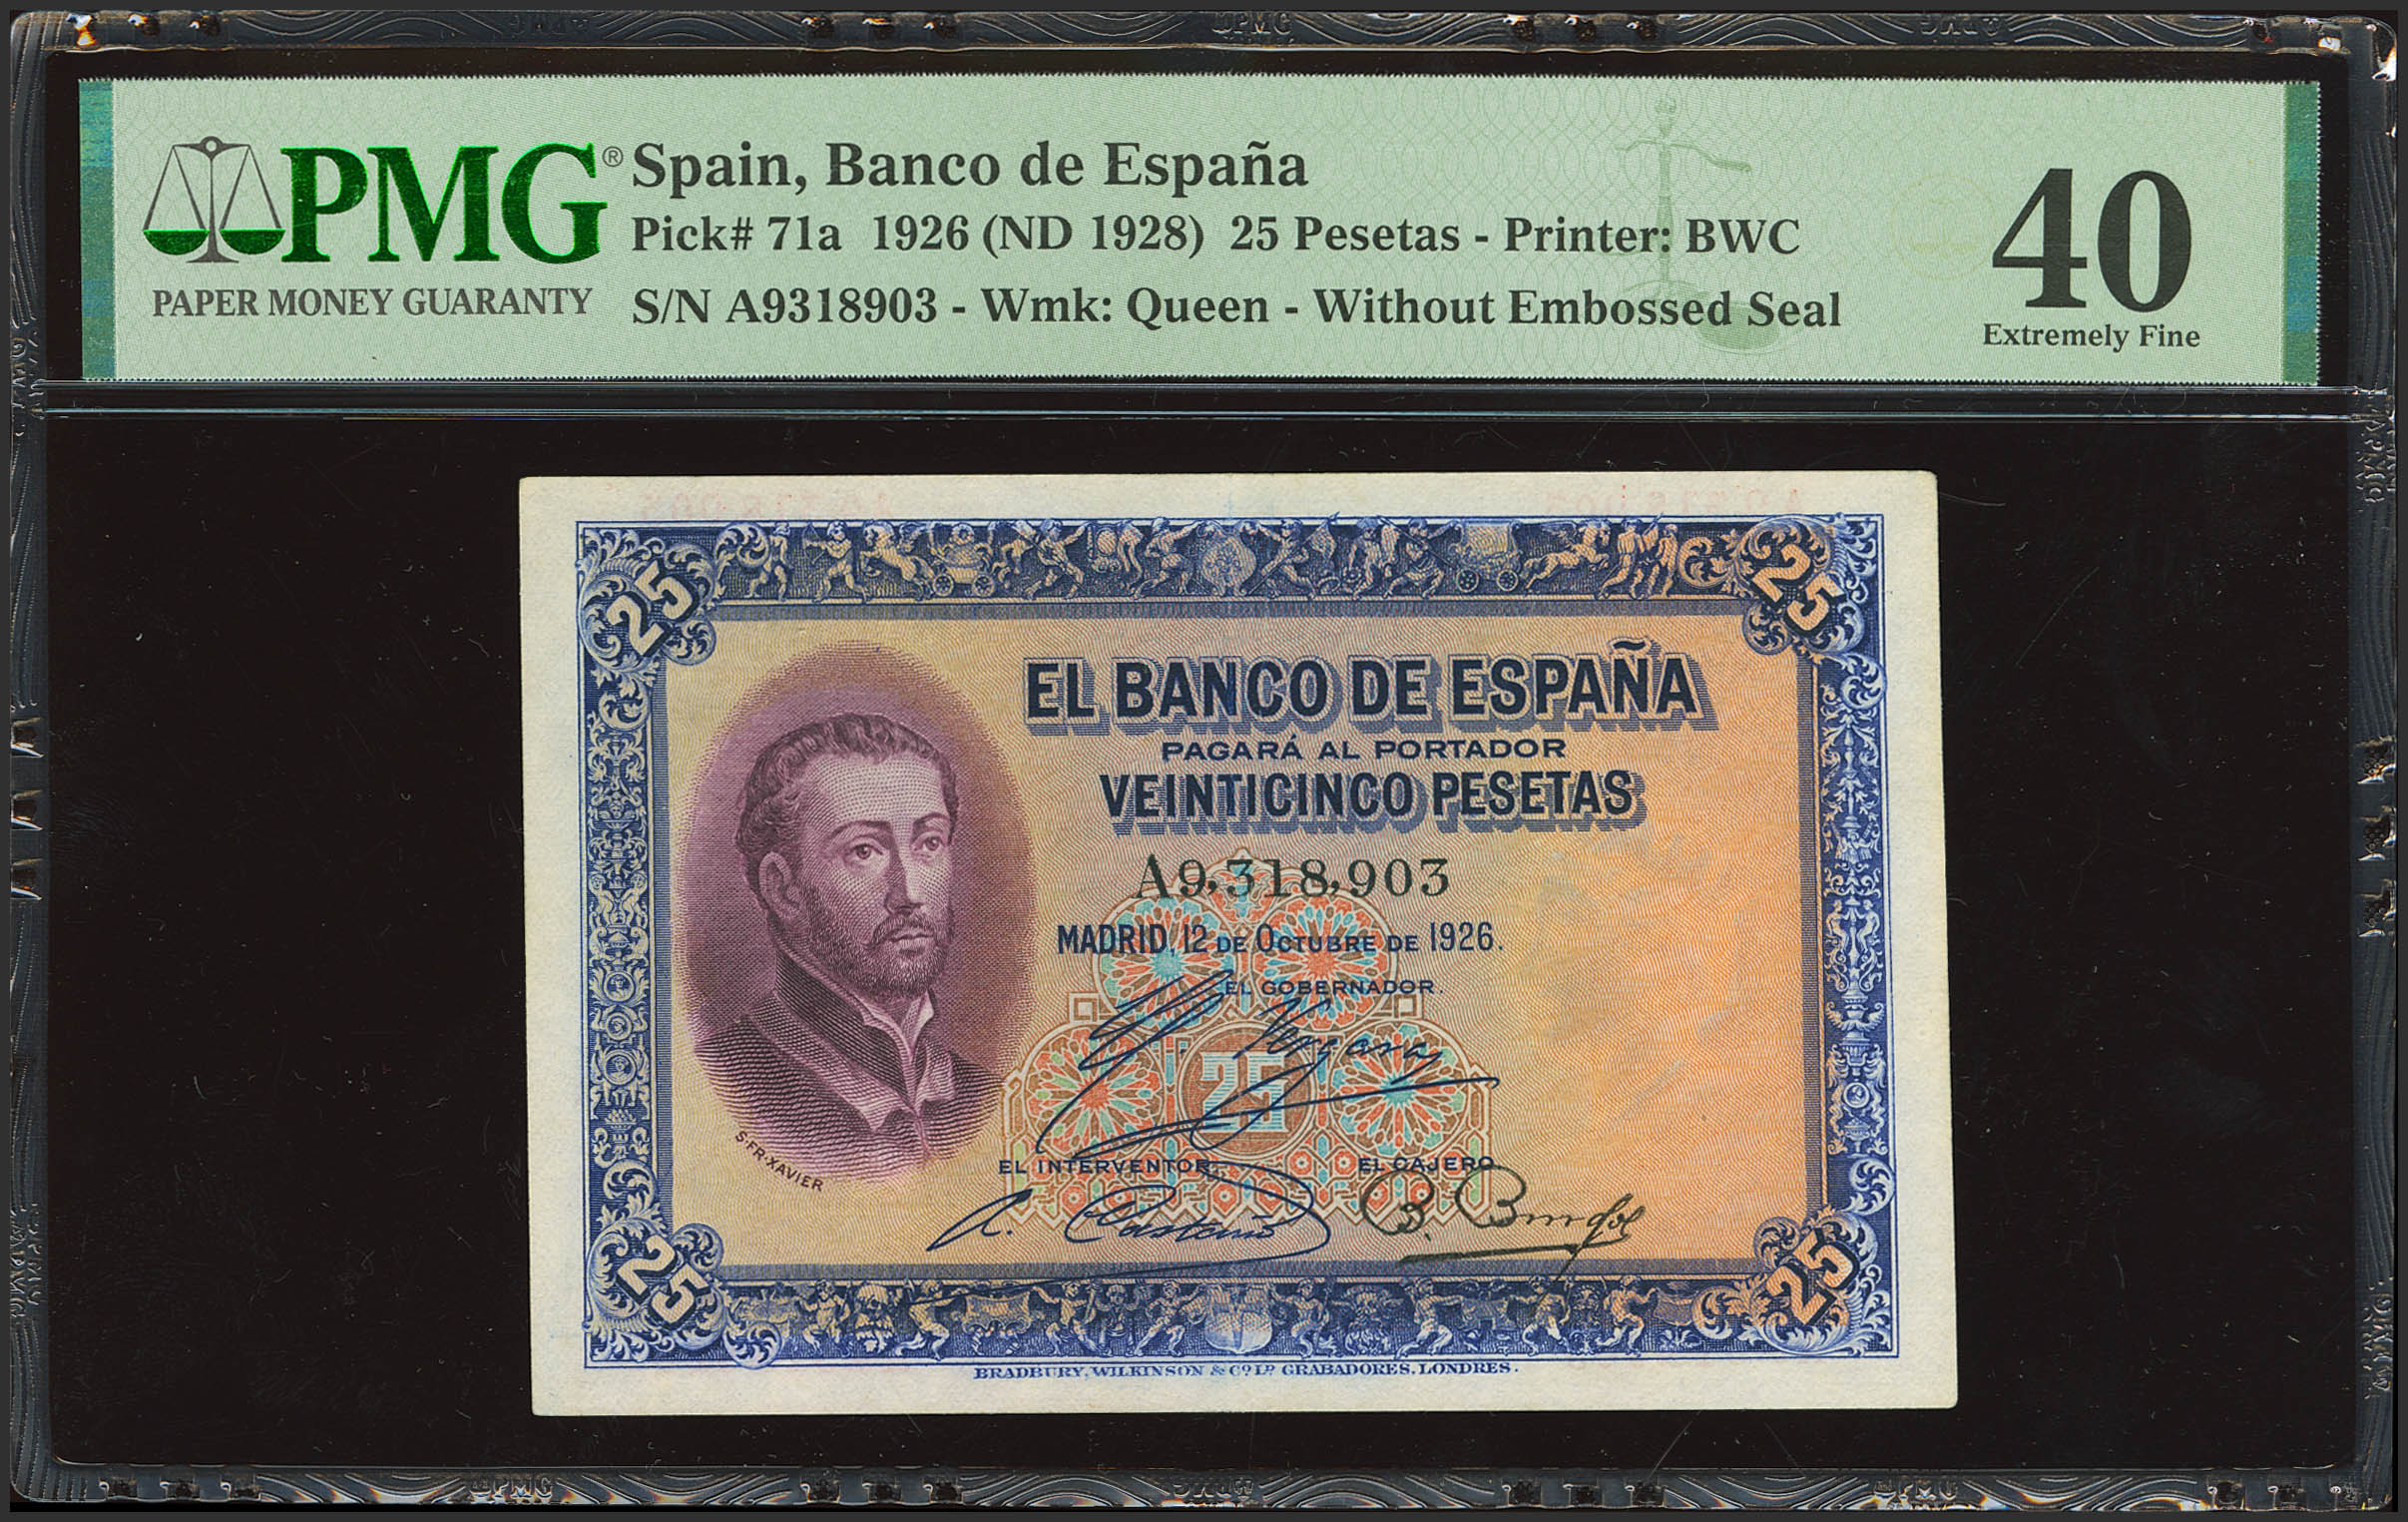 PMG®
PAPER MONEY GUARANTY
Spain, Banco de España
Pick# 71a 1926 (ND 1928) 25 Pesetas - Printer: BWC
S/N A9318903 - Wmk: Queen - Without Embossed Seal
40
Extremely Fine
25
25
EL BANCO DE ESPAÑA
PAGARÁ AL PORTADOR
VEINTICINCO PESETAS
A9,318,903
MADRID, 12 DE OCTUBRE DE 1926.
EL GOBERNADOR.
Vergara
25
S. FR. XAVIER
EL INTERVENTOR.
EL CAJERO
25
25
BRADBURY, WILKINSON & Cº. Lº. GRABADORES, LONDRES.
PMG